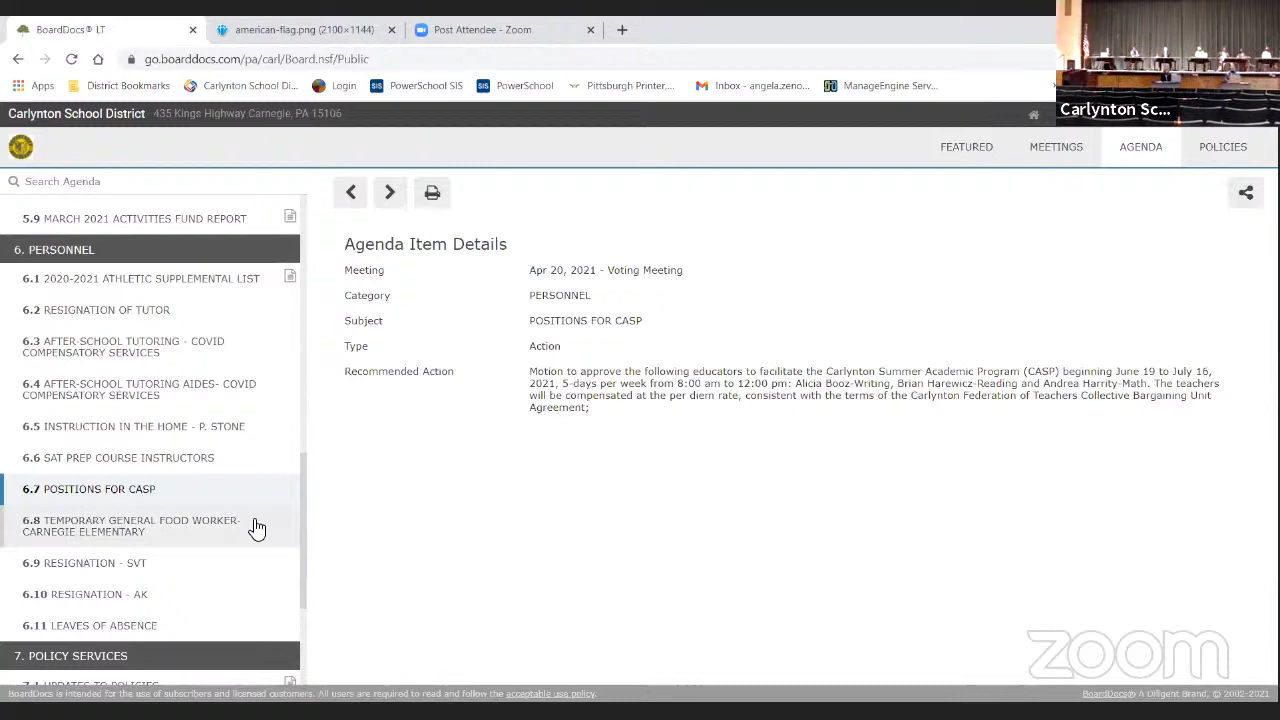 BoardDocs® LT
american-flag.png (2100×1144)
Post Attendee - Zoom
go.boarddocs.com/pa/carl/Board.nsf/Public
Apps
District Bookmarks
Carlynton School Di...
Login
PowerSchool SIS
PowerSc...
Pittsburgh Printer,...
Inbox - angela.zeno...
ManageEngine Serv...
Carlynton Sc...
Carlynton School District 435 Kings Highway Carnegie, PA 15106
FEATURED
MEETINGS
AGENDA
POLICIES
Search Agenda
5.9 MARCH 2021 ACTIVITIES FUND REPORT
6. PERSONNEL
6.1 2020-2021 ATHLETIC SUPPLEMENTAL LIST
6.2 RESIGNATION OF TUTOR
6.3 AFTER-SCHOOL TUTORING - COVID
COMPENSATORY SERVICES
6.4 AFTER-SCHOOL TUTORING AIDES- COVID
COMPENSATORY SERVICES
6.5 INSTRUCTION IN THE HOME - P. STONE
6.6 SAT PREP COURSE INSTRUCTORS
6.7 POSITIONS FOR CASP
6.8 TEMPORARY GENERAL FOOD WORKER-
CARNEGIE ELEMENTARY
6.9 RESIGNATION - SVT
6.10 RESIGNATION - AK
6.11 LEAVES OF ABSENCE
7. POLICY SERVICES
7.1 UPDATES TO POLICIES
Agenda Item Details
Meeting Apr 20, 2021 - Voting Meeting
Category PERSONNEL
Subject POSITIONS FOR CASP
Type Action
Recommended Action Motion to approve the following educators to facilitate the Carlynton Summer Academic Program (CASP) beginning June 19 to July 16,
2021, 5-days per week from 8:00 am to 12:00 pm: Alicia Booz-Writing, Brian Harewicz-Reading and Andrea Harrity-Math. The teachers
will be compensated at the per diem rate, consistent with the terms of the Carlynton Federation of Teachers Collective Bargaining Unit
Agreement;
zoom
BoardDocs is intended for the use of subscribers and licensed customers. All users are required to read and follow the acceptable use policy.
BoardDocs® A Diligent Brand, © 2002-2021